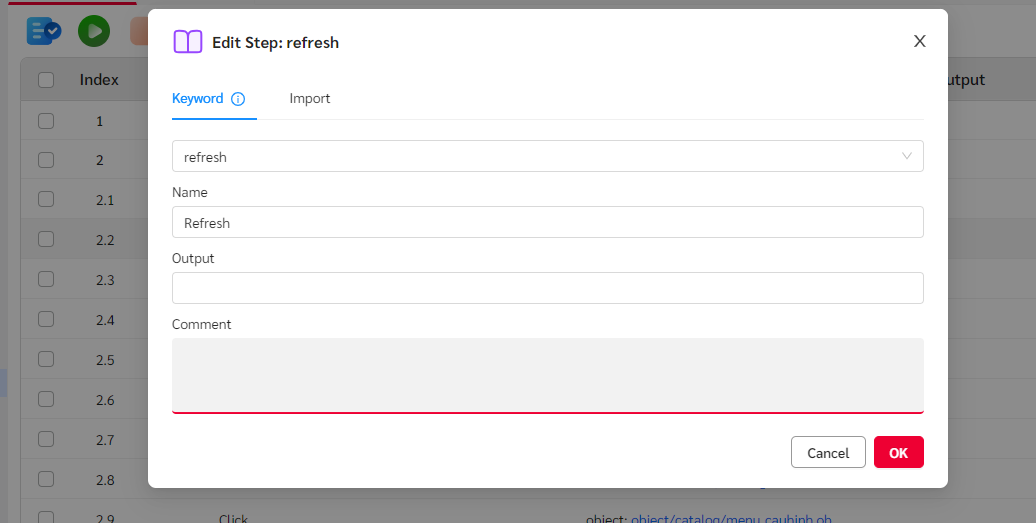 Edit Step: refresh
Index
Keyword
Import
1
refresh
2
Name
2.1
Refresh
2.2
Output
2.3
2.4
Comment
2.5
2.6
2.7
Cancel
OK
2.8
2.9
Click
object: object/catalog/menu_cauhinh.ob